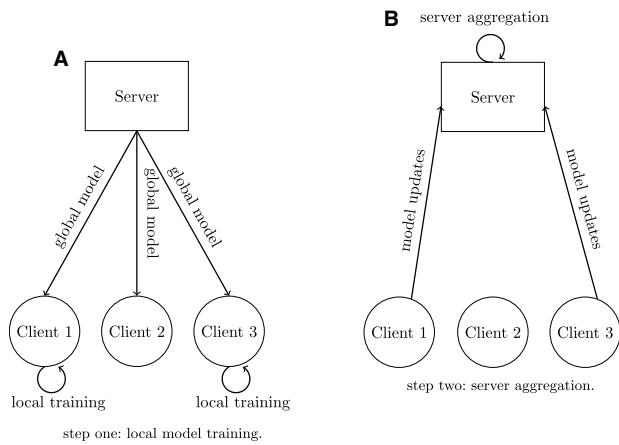 A
Server
global model
global model
global model
Client 1
Client 2
Client 3
local training
local training
step one: local model training.
B
server aggregation
Server
model updates
model updates
Client 1
Client 2
Client 3
step two: server aggregation.